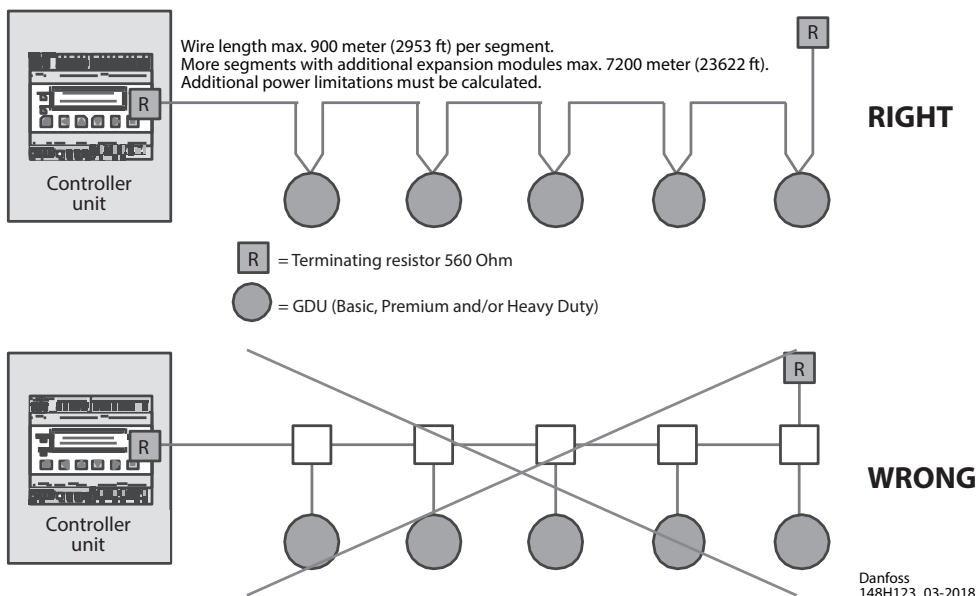 Wire length max. 900 meter (2953 ft) per segment.
More segments with additional expansion modules max. 7200 meter (23622 ft).
Additional power limitations must be calculated.
R
R
RIGHT
Controller
unit
R = Terminating resistor 560 Ohm
= GDU (Basic, Premium and/or Heavy Duty)
R
R
WRONG
Controller
unit
Danfoss
148H123 03-2018